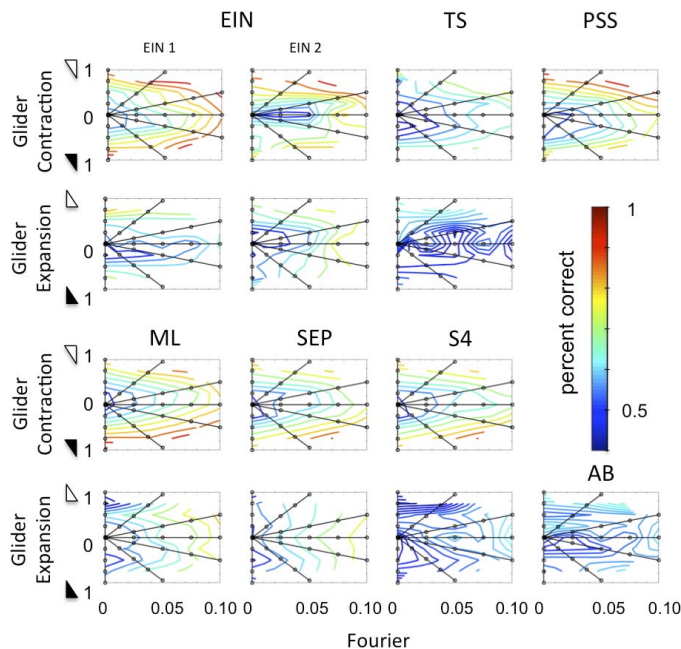 EIN TS PSS
EIN 1 EIN 2
Glider Contraction
1
0
1
Glider Expansion
0
1
percent correct
1
0.5
ML SEP S4
Glider Contraction
1
0
1
AB
Glider Expansion
1
0
1
0 0.05 0.10 0 0.05 0.10 0 0.05 0.10 0 0.05 0.10
Fourier